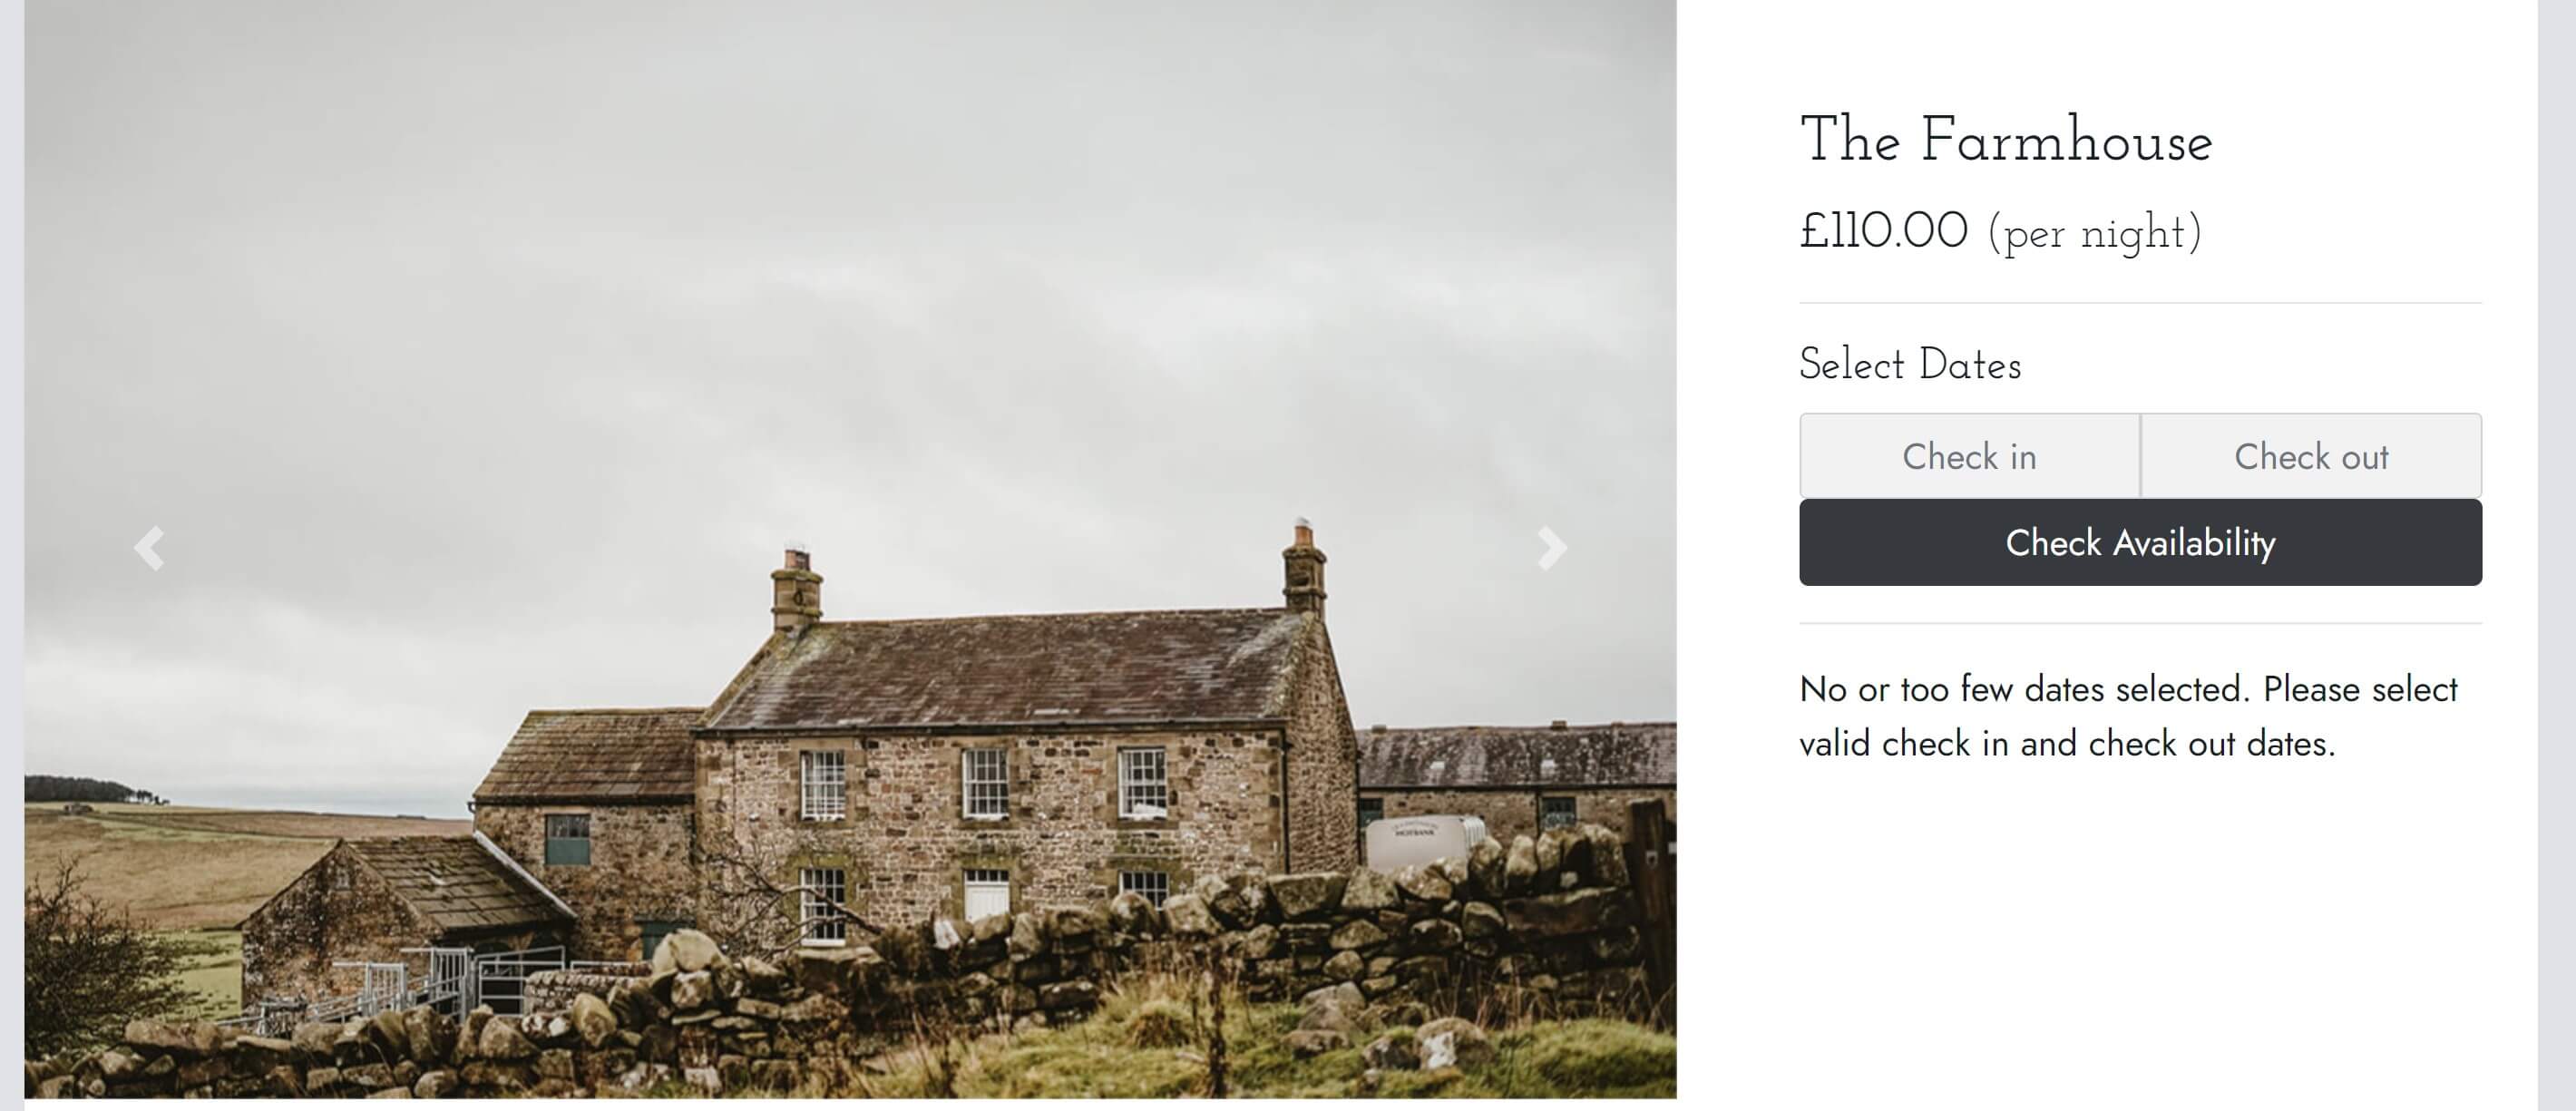 The Farmhouse
£110.00 (per night)
Select Dates
Check in
Check out
Check Availability
No or too few dates selected. Please select
valid check in and check out dates.
HOTBANK